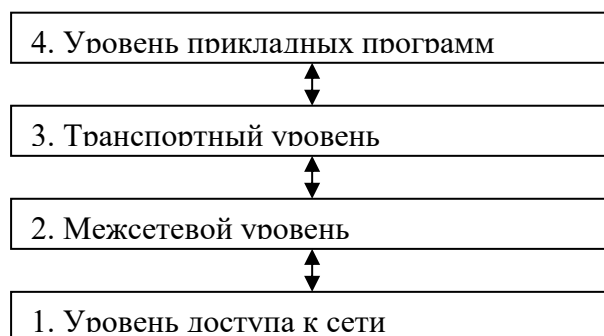 4. Уровень прикладных программ
3. Транспортный уровень
2. Межсетевой уровень
1. Уровень доступа к сети